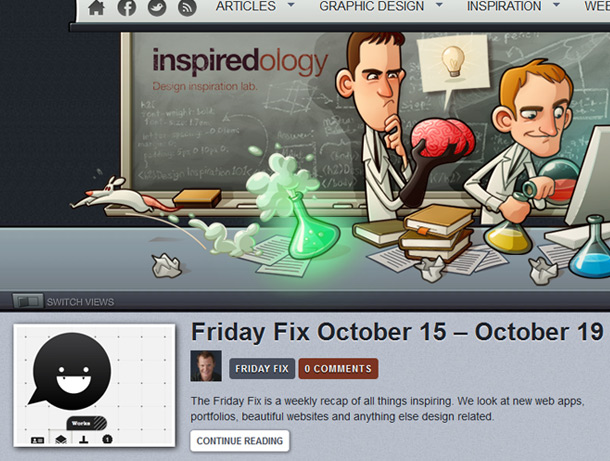 ARTICLES GRAPHIC DESIGN INSPIRATION WEB
inspiredology
Design inspiration lab.
SWITCH VIEWS
Friday Fix October 15 – October 19
FRIDAY FIX 0 COMMENTS
The Friday Fix is a weekly recap of all things inspiring. We look at new web apps,
portfolios, beautiful websites and anything else design related.
CONTINUE READING
Works
1